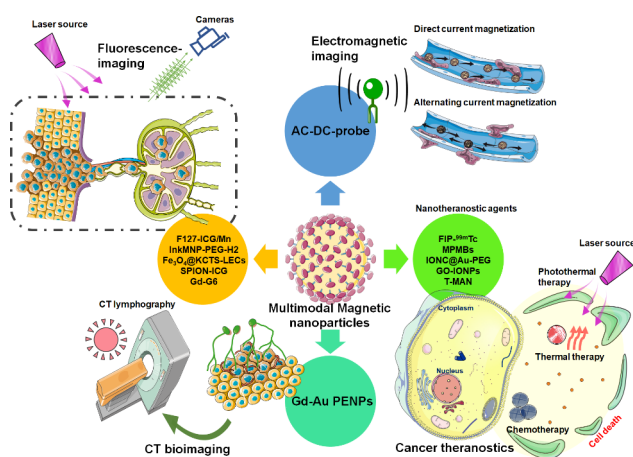 Laser source
Cameras
Fluorescence-
imaging
Electromagnetic
imaging
Direct current magnetization
Alternating current magnetization
AC-DC-probe
F127-ICG/Mn
InkMNP-PEG-H2
Fe₃O₄@KCTS-LECs
SPION-ICG
Gd-G6
Multimodal Magnetic
nanoparticles
Nanotheranostic agents
FIP-⁹⁹ᵐTc
MPMBs
IONC@Au-PEG
GO-IONPs
T-MAN
Laser source
Photothermal
therapy
CT lymphography
CT bioimaging
Gd-Au PENPs
Cytoplasm
Nucleus
Thermal therapy
Chemotherapy
Cell death
Cancer theranostics